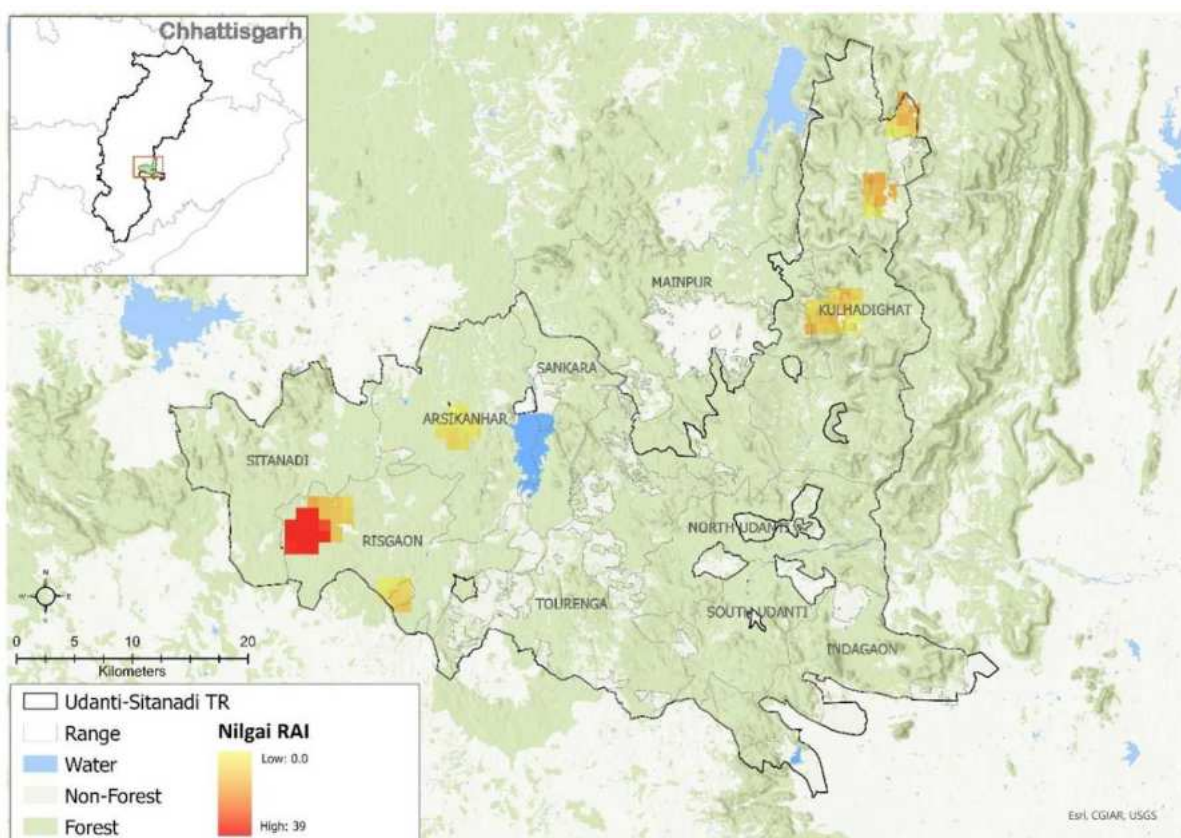 Chhattisgarh
MAINPUR
KULHADIGHAT
SANKARA
ARSIKANHAR
SITANADI
RISGAON
NORTH UDANTI
TOURENGA
SOUTH UDANTI
INDAGAON
N
W
E
S
0 5 10 20
Kilometers
Udanti-Sitanadi TR
Range
Water
Non-Forest
Forest
Nilgai RAI
Low: 0.0
High: 39
Esri, CGIAR, USGS